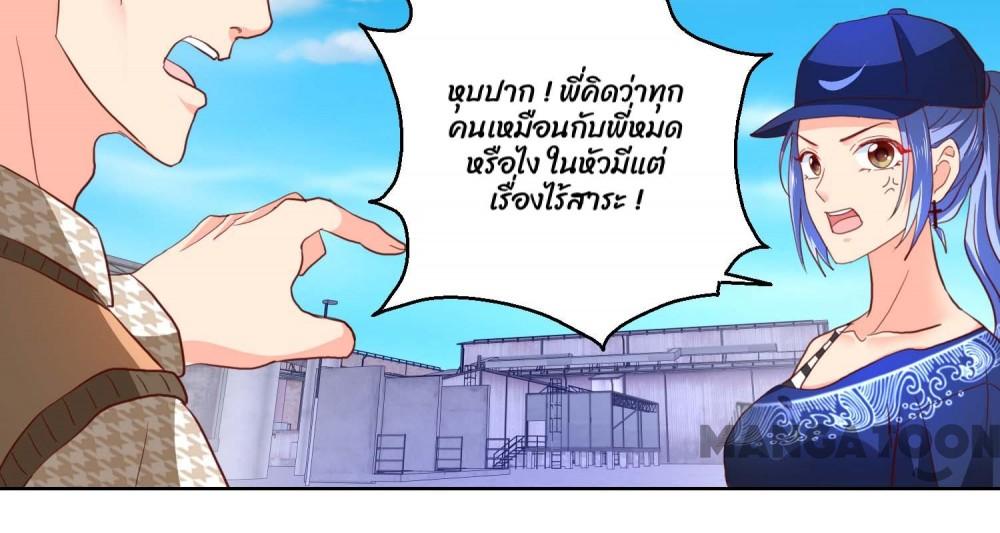 หุบปาก ! พี่คิดว่าทุก
คนเหมือนกับพี่หมด
หรือไง ในหัวมีแต่
เรื่องไร้สาระ !
MANGATOON